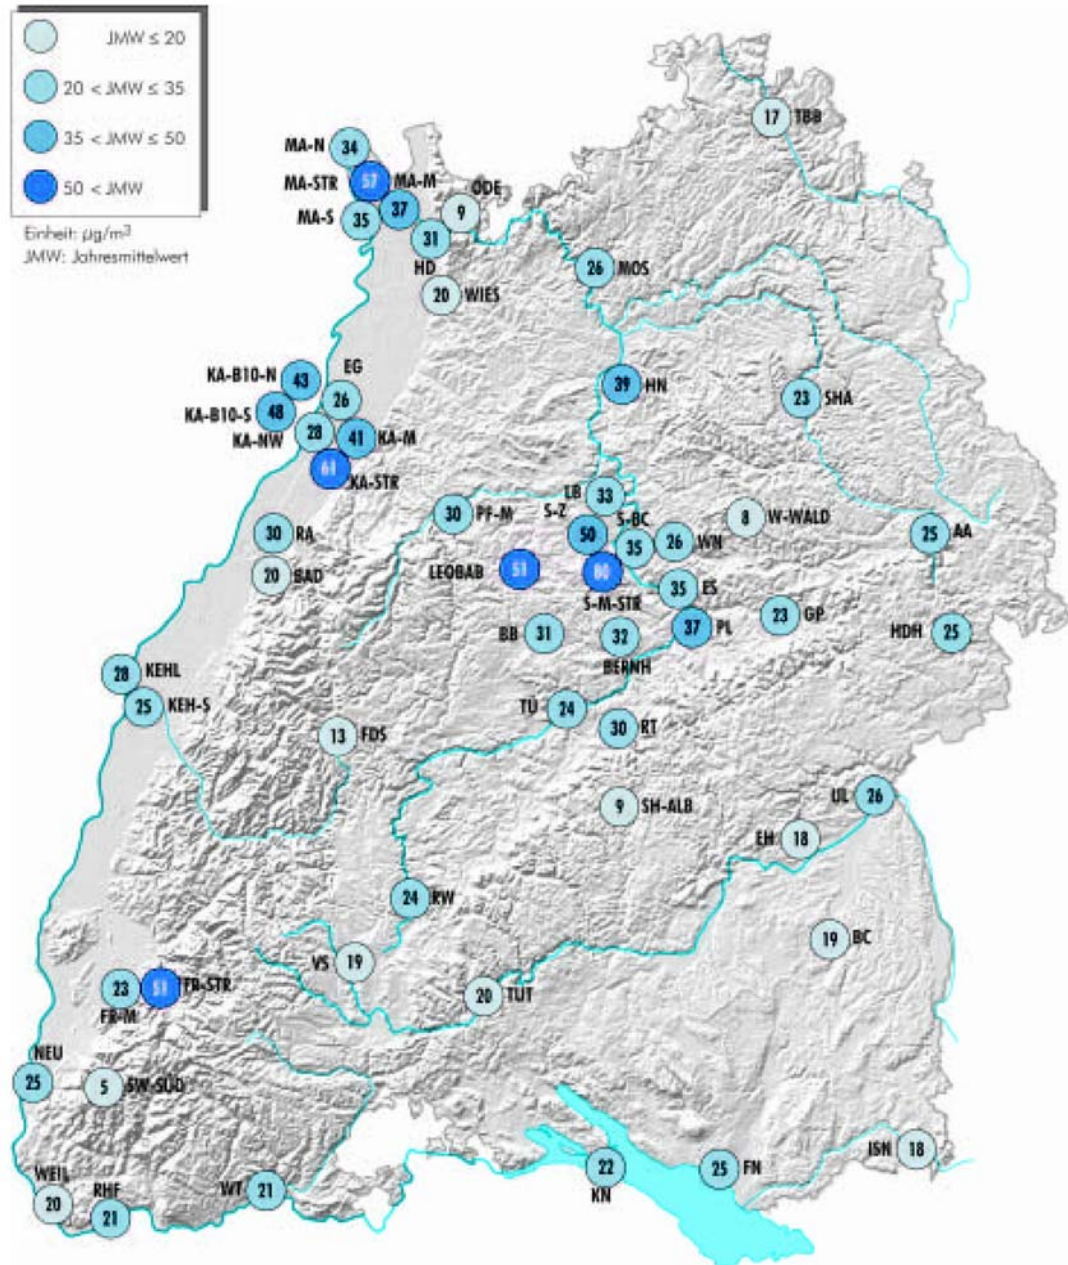 JMW ≤ 20
20 < JMW ≤ 35
35 < JMW ≤ 50
50 < JMW
Einheit: µg/m³
JMW: Jahresmittelwert
17 TBB
MA-N 34
MA-STR 57
MA-M 37
ODE 9
MA-S 35
31 HD
26 MOS
20 WIES
KA-B10-N 43
EG 26
39 HN
23 SHA
KA-B10-S 48
KA-NW 28
41 KA-M
61 KA-STR
LB 33
30 PF-M
S-Z 50
S-BC 35
26 WN
8 W-WALD
25 AA
30 RA
20 BAD
LEOBAB 51
S-M-STR
35 ES
BB 31
32 BERNH
37 PL
23 GP
HDH 25
28 KEHL
25 KEH-S
13 FDS
TÜ 24
30 RT
9 SH-ALB
UL 26
EH 18
24 RW
19 BC
VS 19
20 TUT
23 FR-M
51 FR-STR
NEU 25
5 SW-SÜD
ISN 18
22 KN
25 FN
WEIL 20
RHF 21
WT 21